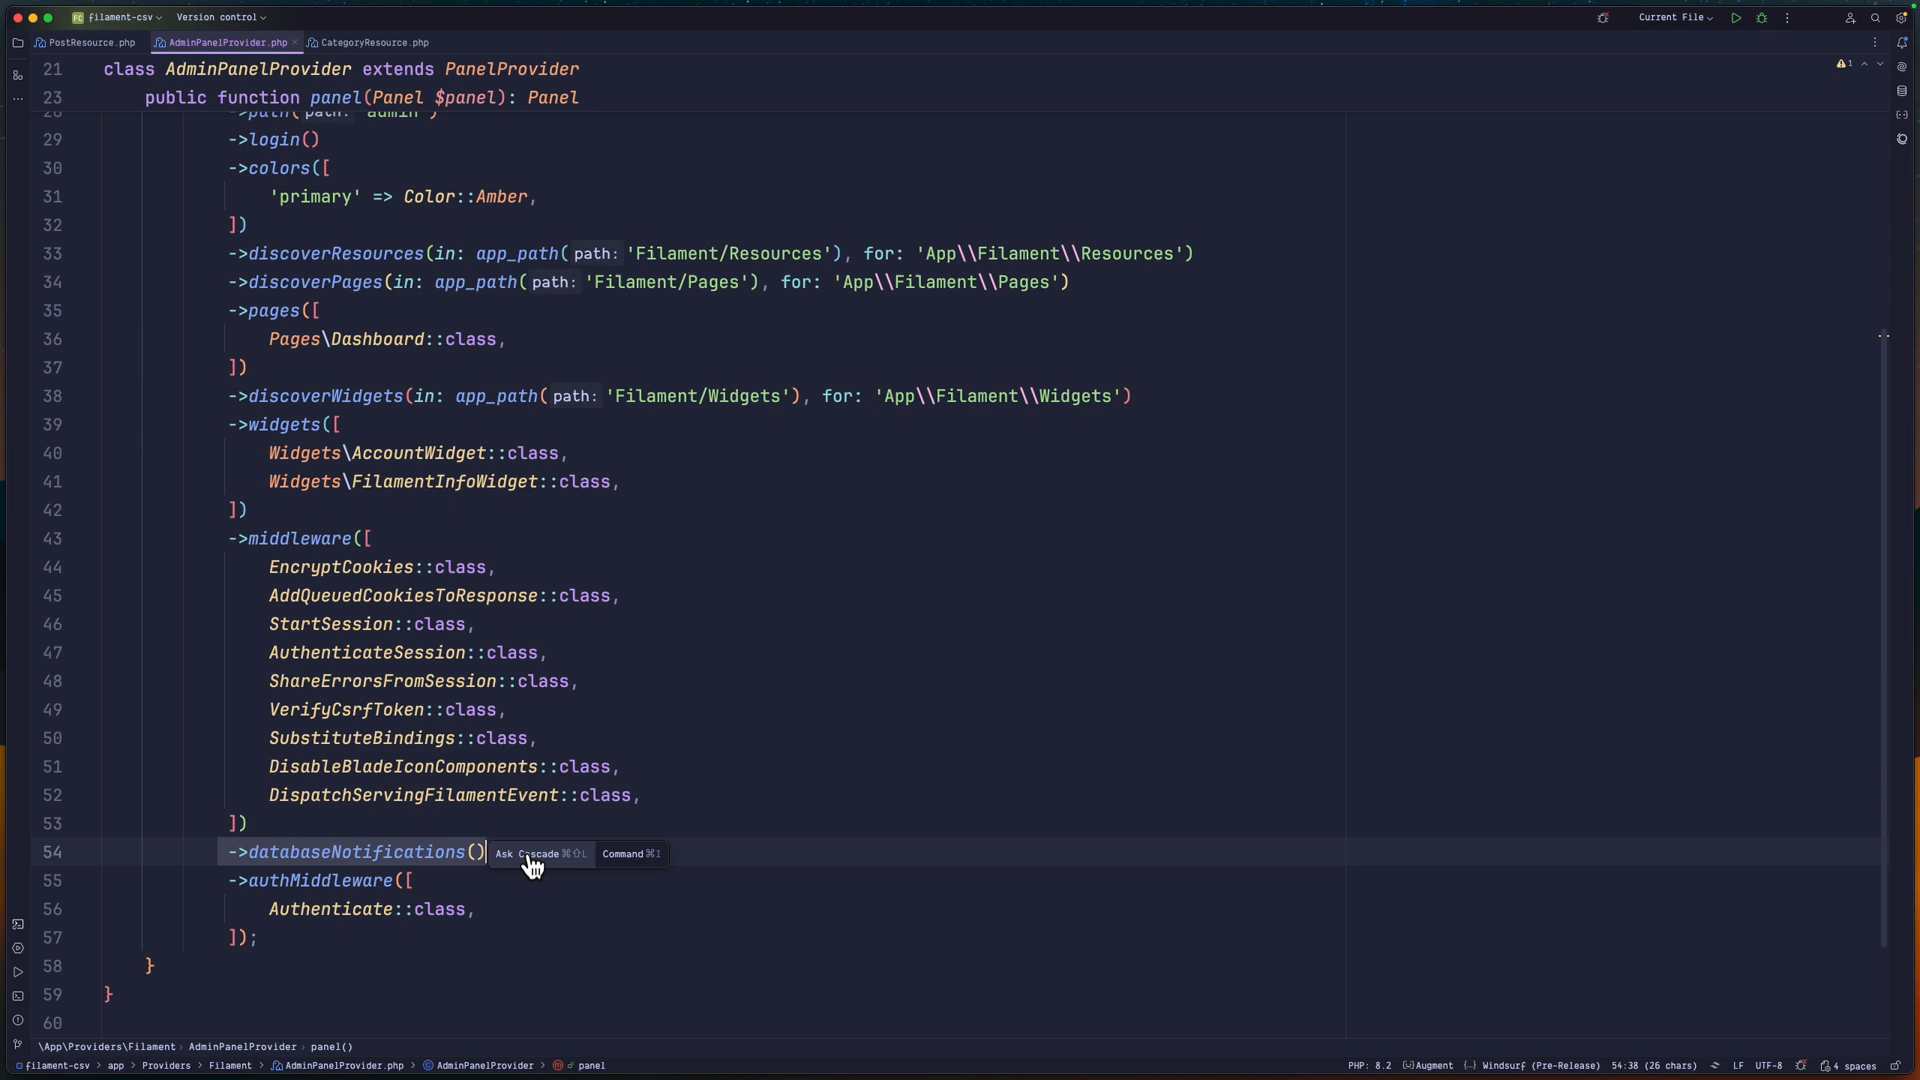 FC filament-csv
Version control
Current File
PostResource.php
AdminPanelProvider.php
CategoryResource.php
21 class AdminPanelProvider extends PanelProvider
1
23 public function panel(Panel $panel): Panel
28 ->path( path: 'admin')
29 ->login()
30 ->colors([
31 'primary' => Color::Amber,
32 ])
33 ->discoverResources(in: app_path( path: 'Filament/Resources'), for: 'App\\Filament\\Resources')
34 ->discoverPages(in: app_path( path: 'Filament/Pages'), for: 'App\\Filament\\Pages')
35 ->pages([
36 Pages\Dashboard::class,
37 ])
38 ->discoverWidgets(in: app_path( path: 'Filament/Widgets'), for: 'App\\Filament\\Widgets')
39 ->widgets([
40 Widgets\AccountWidget::class,
41 Widgets\FilamentInfoWidget::class,
42 ])
43 ->middleware([
44 EncryptCookies::class,
45 AddQueuedCookiesToResponse::class,
46 StartSession::class,
47 AuthenticateSession::class,
48 ShareErrorsFromSession::class,
49 VerifyCsrfToken::class,
50 SubstituteBindings::class,
51 DisableBladeIconComponents::class,
52 DispatchServingFilamentEvent::class,
53 ])
54 ->databaseNotifications() Ask Cascade ⌘⇧L Command ⌘I
55 ->authMiddleware([
56 Authenticate::class,
57 ]);
58 }
59 }
60
\App\Providers\Filament › AdminPanelProvider › panel()
filament-csv › app › Providers › Filament › AdminPanelProvider.php › AdminPanelProvider › panel
PHP: 8.2 Augment {..} Windsurf (Pre-Release) 54:38 (26 chars) LF UTF-8 4 spaces